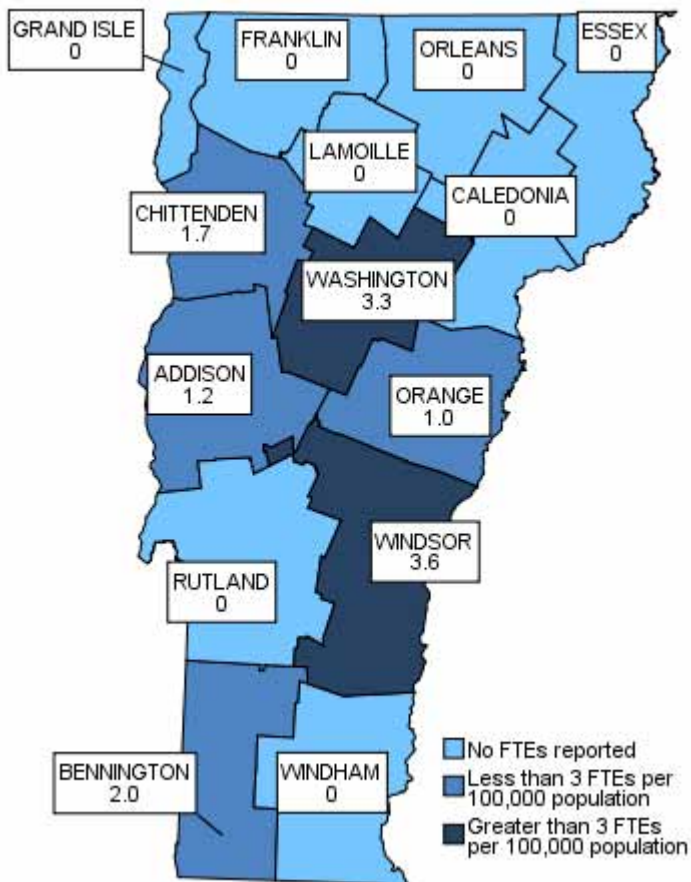 GRAND ISLE
0
FRANKLIN
0
ORLEANS
0
ESSEX
0
LAMOILLE
0
CALEDONIA
0
CHITTENDEN
1.7
WASHINGTON
3.3
ADDISON
1.2
ORANGE
1.0
WINDSOR
3.6
RUTLAND
0
BENNINGTON
2.0
WINDHAM
0
No FTEs reported
Less than 3 FTEs per
100,000 population
Greater than 3 FTEs
per 100,000 population